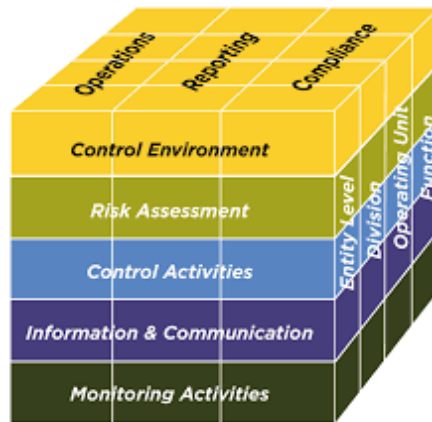 Operations
Reporting
Compliance
Control Environment
Risk Assessment
Control Activities
Information & Communication
Monitoring Activities
Entity Level
Division
Operating Unit
Function